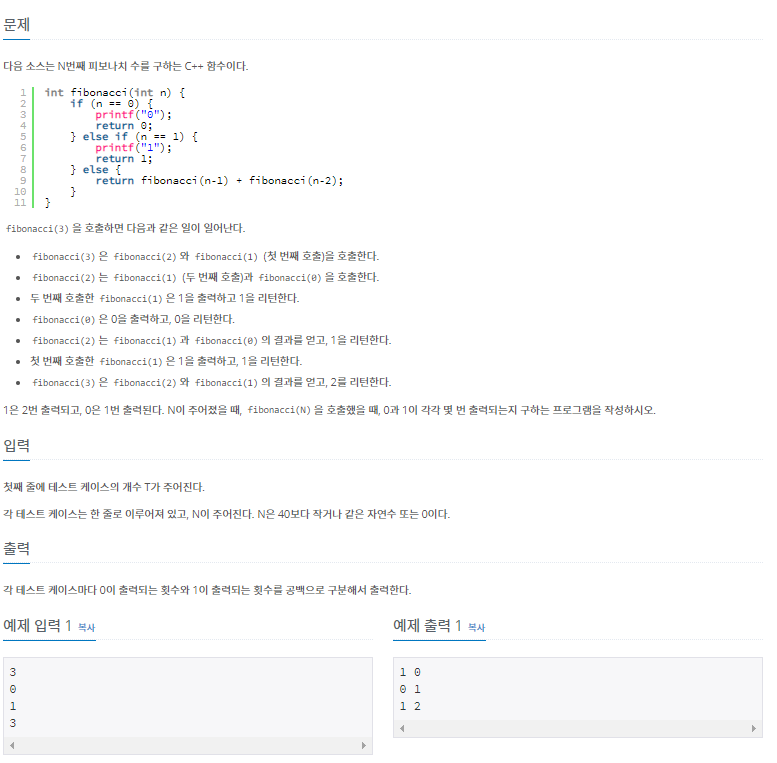 문제
다음 소스는 N번째 피보나치 수를 구하는 C++ 함수이다.
1 int fibonacci(int n) {
2     if (n == 0) {
3         printf("0");
4         return 0;
5     } else if (n == 1) {
6         printf("1");
7         return 1;
8     } else {
9         return fibonacci(n-1) + fibonacci(n-2);
10     }
11 }
fibonacci(3) 을 호출하면 다음과 같은 일이 일어난다.
• fibonacci(3) 은 fibonacci(2) 와 fibonacci(1) (첫 번째 호출)을 호출한다.
• fibonacci(2) 는 fibonacci(1) (두 번째 호출)과 fibonacci(0) 을 호출한다.
• 두 번째 호출한 fibonacci(1) 은 1을 출력하고 1을 리턴한다.
• fibonacci(0) 은 0을 출력하고, 0을 리턴한다.
• fibonacci(2) 는 fibonacci(1) 과 fibonacci(0) 의 결과를 얻고, 1을 리턴한다.
• 첫 번째 호출한 fibonacci(1) 은 1을 출력하고, 1을 리턴한다.
• fibonacci(3) 은 fibonacci(2) 와 fibonacci(1) 의 결과를 얻고, 2를 리턴한다.
1은 2번 출력되고, 0은 1번 출력된다. N이 주어졌을 때, fibonacci(N) 을 호출했을 때, 0과 1이 각각 몇 번 출력되는지 구하는 프로그램을 작성하시오.
입력
첫째 줄에 테스트 케이스의 개수 T가 주어진다.
각 테스트 케이스는 한 줄로 이루어져 있고, N이 주어진다. N은 40보다 작거나 같은 자연수 또는 0이다.
출력
각 테스트 케이스마다 0이 출력되는 횟수와 1이 출력되는 횟수를 공백으로 구분해서 출력한다.
예제 입력 1 복사
3
0
1
3
예제 출력 1 복사
1 0
0 1
1 2